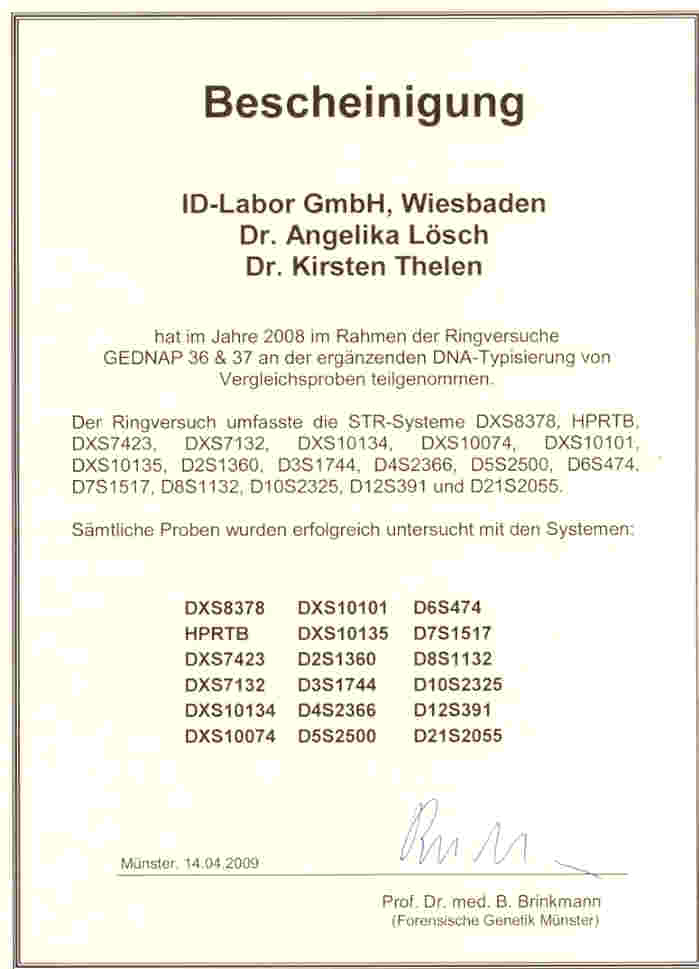 Bescheinigung
ID-Labor GmbH, Wiesbaden
Dr. Angelika Lösch
Dr. Kirsten Thelen
hat im Jahre 2008 im Rahmen der Ringversuche
GEDNAP 36 & 37 an der ergänzenden DNA-Typisierung von
Vergleichsproben teilgenommen.
Der Ringversuch umfasste die STR-Systeme DXS8378, HPRTB,
DXS7423, DXS7132, DXS10134, DXS10074, DXS10101,
DXS10135, D2S1360, D3S1744, D4S2366, D5S2500, D6S474,
D7S1517, D8S1132, D10S2325, D12S391 und D21S2055.
Sämtliche Proben wurden erfolgreich untersucht mit den Systemen:
DXS8378 DXS10101 D6S474
HPRTB DXS10135 D7S1517
DXS7423 D2S1360 D8S1132
DXS7132 D3S1744 D10S2325
DXS10134 D4S2366 D12S391
DXS10074 D5S2500 D21S2055
Münster, 14.04.2009
Prof. Dr. med. B. Brinkmann
(Forensische Genetik Münster)